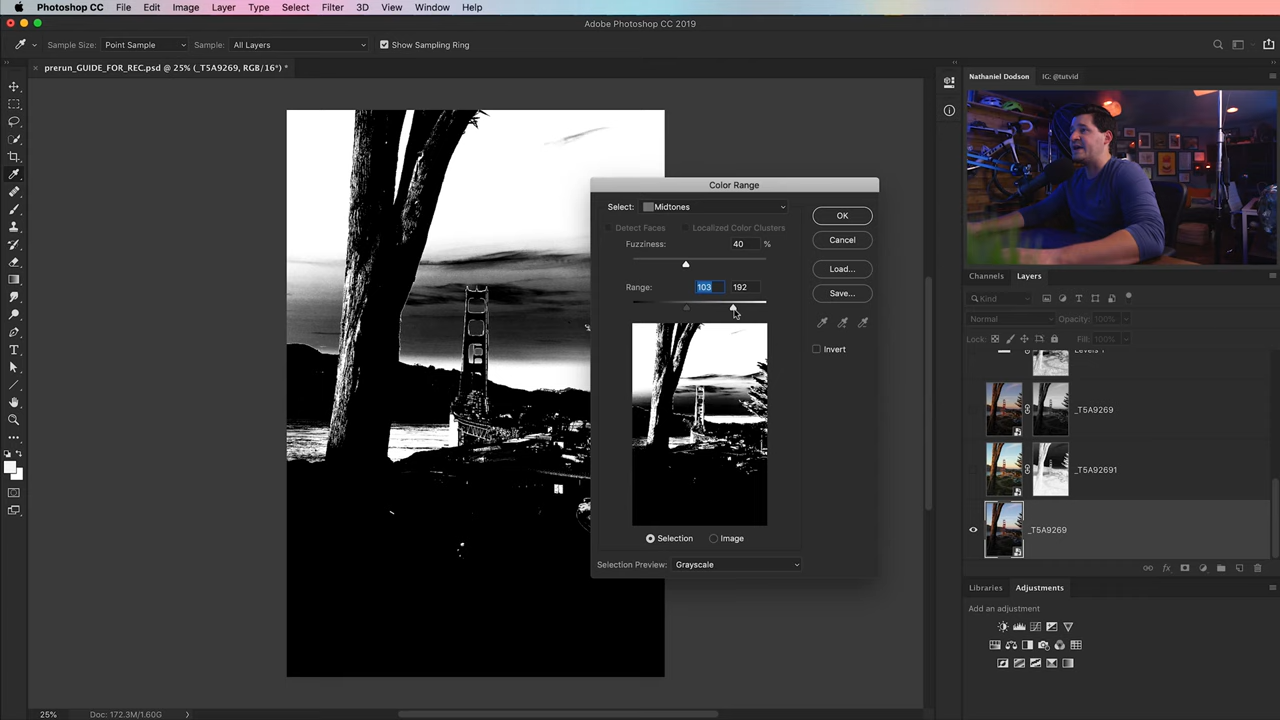 Photoshop CC File Edit Image Layer Type Select Filter 3D View Window Help
Adobe Photoshop CC 2019
Sample Size: Point Sample Sample: All Layers Show Sampling Ring
× prerun_GUIDE_FOR_REC.psd @ 25% (_T5A9269, RGB/16*) *
Nathaniel Dodson IG: @tutvid
Color Range
Select: Midtones
OK
Detect Faces Localized Color Clusters
Fuzziness: 40 %
Cancel
Load...
Range: 103 192
Save...
Invert
Selection Image
Selection Preview: Grayscale
Channels Layers
Kind
Normal Opacity: 100%
Lock: Fill: 100%
Levels 1
_T5A9269
_T5A92691
_T5A9269
fx
Libraries Adjustments
Add an adjustment
25% Doc: 172.3M/1.60G